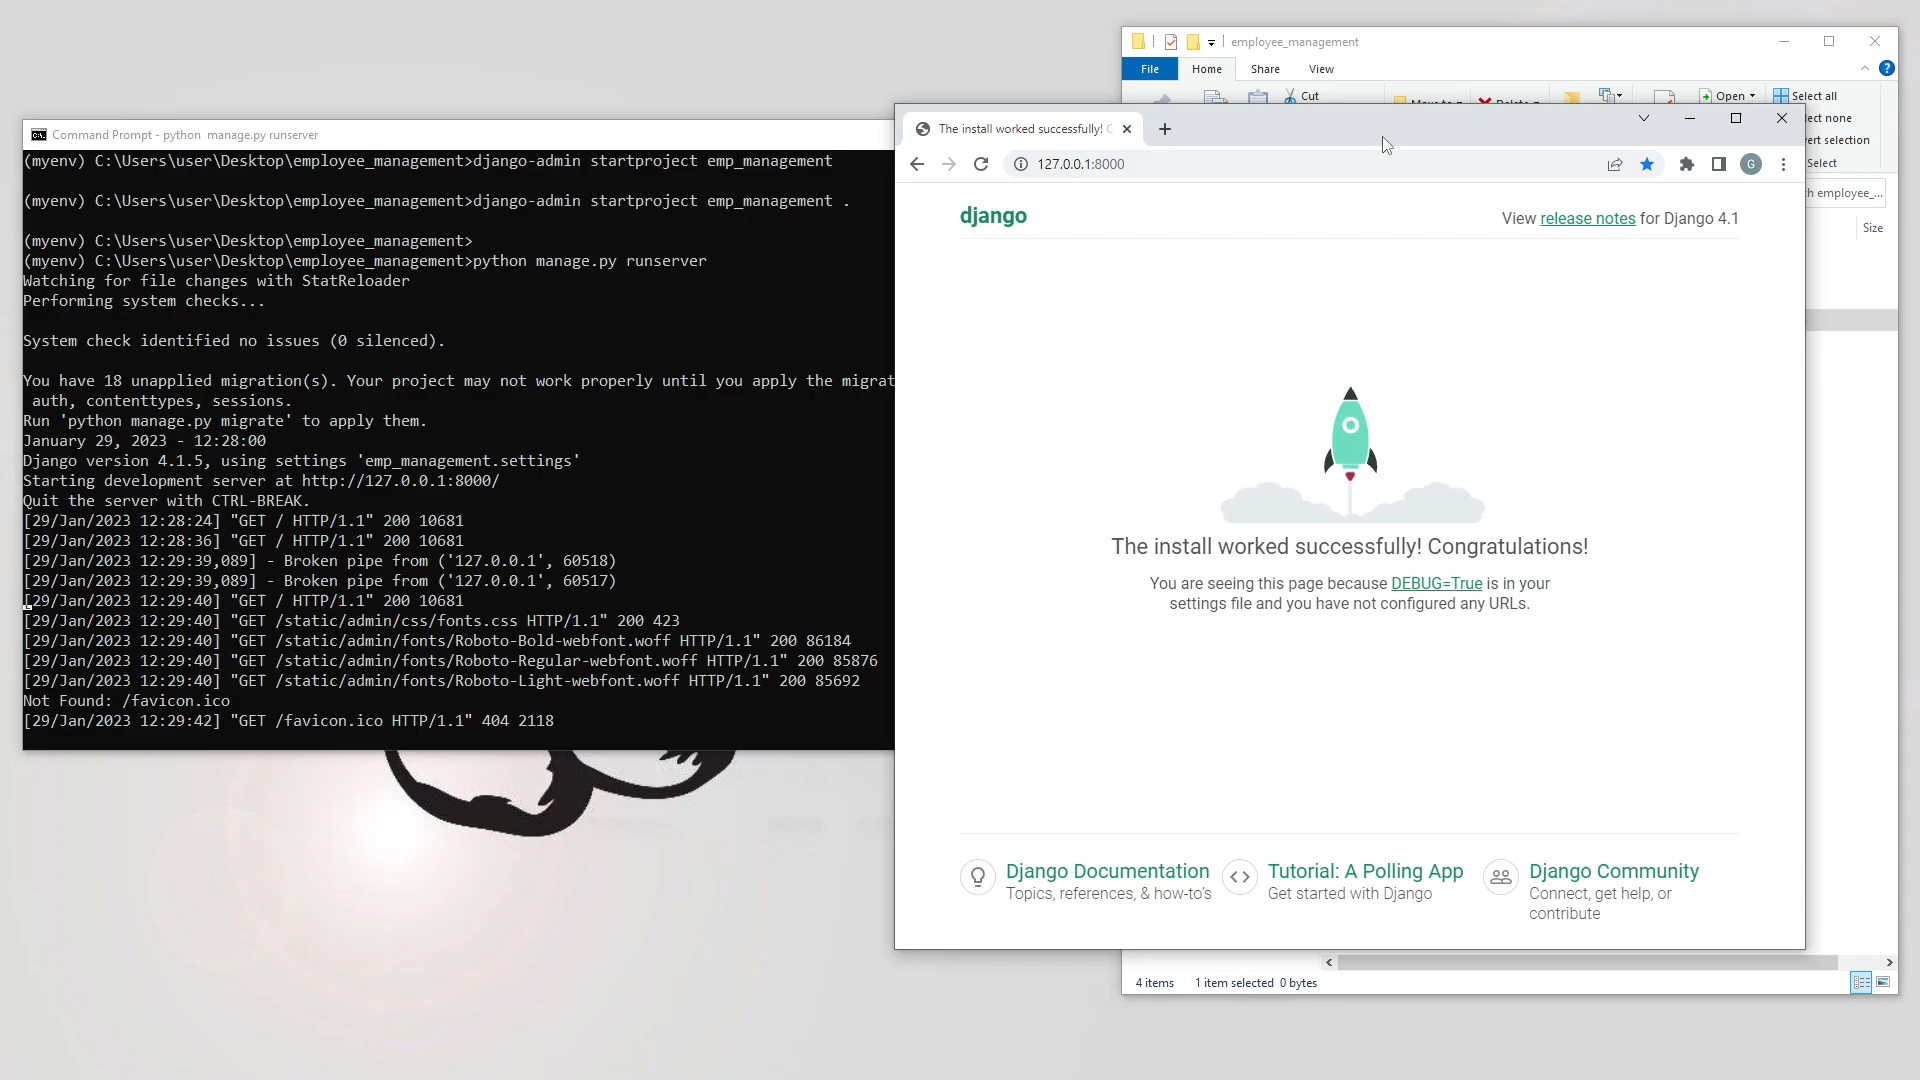 employee_management
File
Home
Share
View
Cut
Open
Select all
ect none
ert selection
Select
h employee_...
Size
Command Prompt - python  manage.py runserver
(myenv) C:\Users\user\Desktop\employee_management>django-admin startproject emp_management
(myenv) C:\Users\user\Desktop\employee_management>django-admin startproject emp_management .
(myenv) C:\Users\user\Desktop\employee_management>
(myenv) C:\Users\user\Desktop\employee_management>python manage.py runserver
Watching for file changes with StatReloader
Performing system checks...
System check identified no issues (0 silenced).
You have 18 unapplied migration(s). Your project may not work properly until you apply the migrat
auth, contenttypes, sessions.
Run 'python manage.py migrate' to apply them.
January 29, 2023 - 12:28:00
Django version 4.1.5, using settings 'emp_management.settings'
Starting development server at http://127.0.0.1:8000/
Quit the server with CTRL-BREAK.
[29/Jan/2023 12:28:24] "GET / HTTP/1.1" 200 10681
[29/Jan/2023 12:28:36] "GET / HTTP/1.1" 200 10681
[29/Jan/2023 12:29:39,089] - Broken pipe from ('127.0.0.1', 60518)
[29/Jan/2023 12:29:39,089] - Broken pipe from ('127.0.0.1', 60517)
[29/Jan/2023 12:29:40] "GET / HTTP/1.1" 200 10681
[29/Jan/2023 12:29:40] "GET /static/admin/css/fonts.css HTTP/1.1" 200 423
[29/Jan/2023 12:29:40] "GET /static/admin/fonts/Roboto-Bold-webfont.woff HTTP/1.1" 200 86184
[29/Jan/2023 12:29:40] "GET /static/admin/fonts/Roboto-Regular-webfont.woff HTTP/1.1" 200 85876
[29/Jan/2023 12:29:40] "GET /static/admin/fonts/Roboto-Light-webfont.woff HTTP/1.1" 200 85692
Not Found: /favicon.ico
[29/Jan/2023 12:29:42] "GET /favicon.ico HTTP/1.1" 404 2118
The install worked successfully! C
127.0.0.1:8000
G
django
View release notes for Django 4.1
The install worked successfully! Congratulations!
You are seeing this page because DEBUG=True is in your
settings file and you have not configured any URLs.
Django Documentation
Topics, references, & how-to's
Tutorial: A Polling App
Get started with Django
Django Community
Connect, get help, or
contribute
4 items
1 item selected  0 bytes